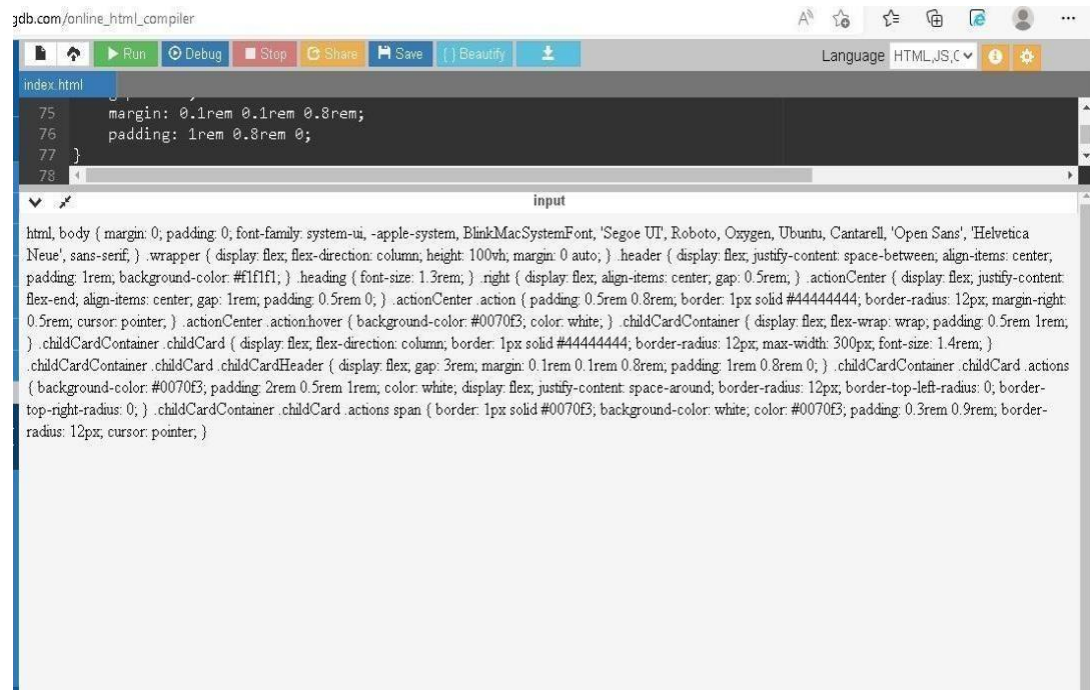 gdb.com/online_html_compiler
Run Debug Stop Share Save { } Beautify Language HTML,JS,C
index.html
75 margin: 0.1rem 0.1rem 0.8rem;
76 padding: 1rem 0.8rem 0;
77 }
78
input
html, body { margin: 0; padding: 0; font-family: system-ui, -apple-system, BlinkMacSystemFont, 'Segoe UI', Roboto, Oxygen, Ubuntu, Cantarell, 'Open Sans', 'Helvetica
Neue', sans-serif; } .wrapper { display: flex; flex-direction: column; height: 100vh; margin: 0 auto; } .header { display: flex; justify-content: space-between; align-items: center;
padding: 1rem; background-color: #f1f1f1; } .heading { font-size: 1.3rem; } .right { display: flex; align-items: center; gap: 0.5rem; } .actionCenter { display: flex; justify-content:
flex-end; align-items: center; gap: 1rem; padding: 0.5rem 0; } .actionCenter .action { padding: 0.5rem 0.8rem; border: 1px solid #44444444; border-radius: 12px; margin-right:
0.5rem; cursor: pointer; } .actionCenter .action:hover { background-color: #0070f3; color: white; } .childCardContainer { display: flex; flex-wrap: wrap; padding: 0.5rem 1rem;
} .childCardContainer .childCard { display: flex; flex-direction: column; border: 1px solid #44444444; border-radius: 12px; max-width: 300px; font-size: 1.4rem; }
.childCardContainer .childCard .childCardHeader { display: flex; gap: 3rem; margin: 0.1rem 0.1rem 0.8rem; padding: 1rem 0.8rem 0; } .childCardContainer .childCard .actions
{ background-color: #0070f3; padding: 2rem 0.5rem 1rem; color: white; display: flex; justify-content: space-around; border-radius: 12px; border-top-left-radius: 0; border-
top-right-radius: 0; } .childCardContainer .childCard .actions span { border: 1px solid #0070f3; background-color: white; color: #0070f3; padding: 0.3rem 0.9rem; border-
radius: 12px; cursor: pointer; }